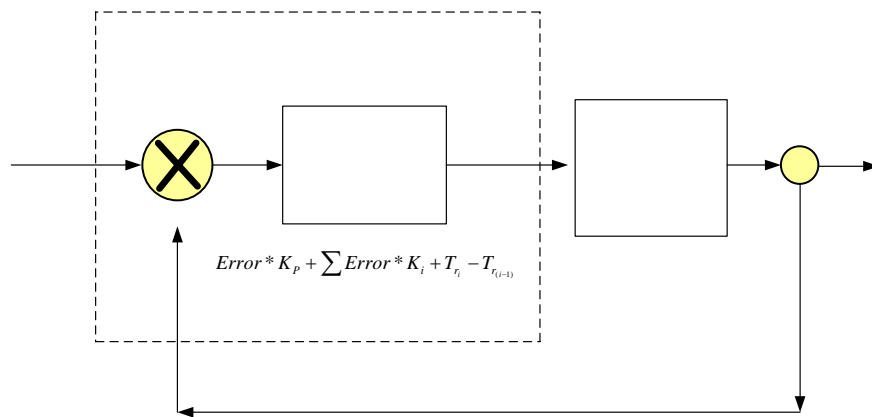 Error * K_P + ∑ Error * K_i + T_{r_i} − T_{r_{(i−1)}}